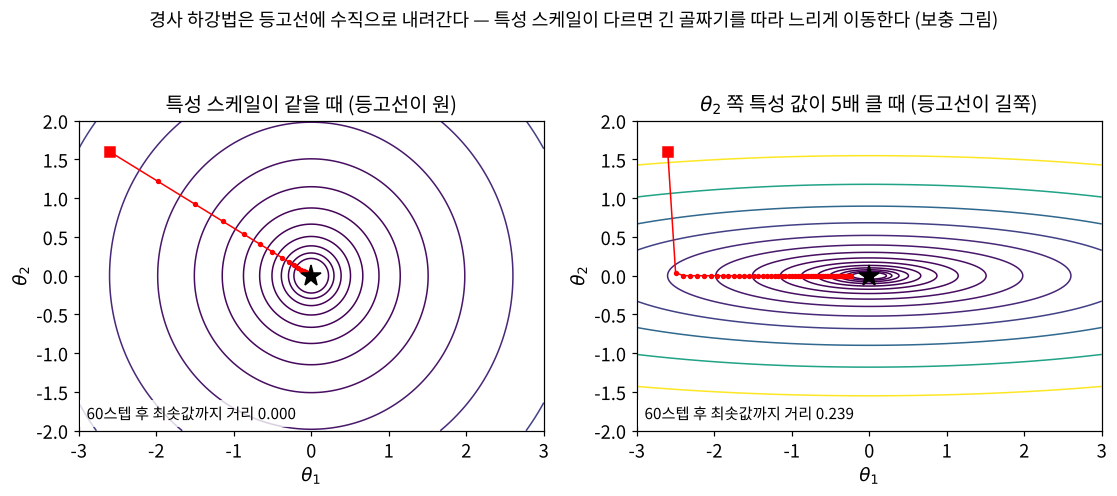 경사 하강법은 등고선에 수직으로 내려간다 — 특성 스케일이 다르면 긴 골짜기를 따라 느리게 이동한다 (보충 그림)
특성 스케일이 같을 때 (등고선이 원)
2.0
1.5
1.0
0.5
0.0
-0.5
-1.0
-1.5
-2.0
θ2
60스텝 후 최솟값까지 거리 0.000
-3 -2 -1 0 1 2 3
θ1
θ2 쪽 특성 값이 5배 클 때 (등고선이 길쭉)
2.0
1.5
1.0
0.5
0.0
-0.5
-1.0
-1.5
-2.0
θ2
60스텝 후 최솟값까지 거리 0.239
-3 -2 -1 0 1 2 3
θ1